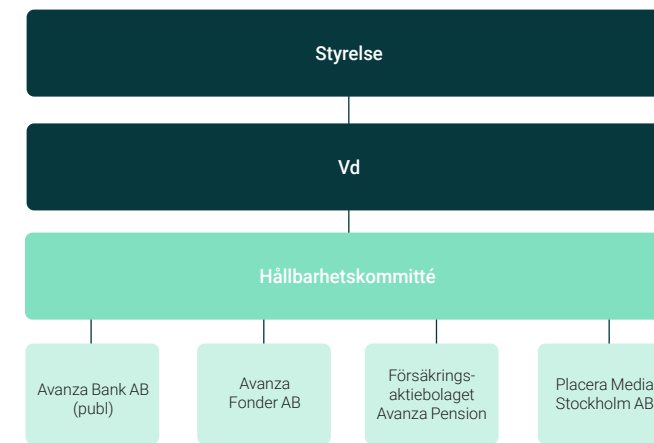 Styrelse
Vd
Hållbarhetskommitté
Avanza Bank AB
(publ)
Avanza
Fonder AB
Försäkrings-
aktiebolaget
Avanza Pension
Placera Media
Stockholm AB